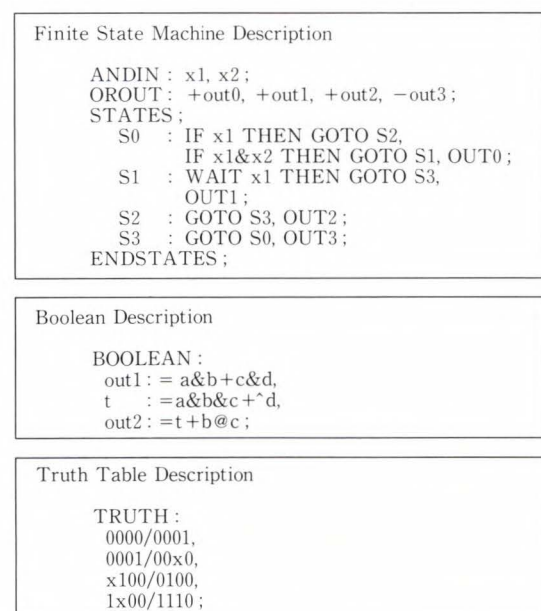 Finite State Machine Description
ANDIN : x1, x2 ;
OROUT : +out0, +out1, +out2, −out3 ;
STATES ;
S0 : IF x1 THEN GOTO S2,
IF x1&x2 THEN GOTO S1, OUT0 ;
S1 : WAIT x1 THEN GOTO S3,
OUT1 ;
S2 : GOTO S3, OUT2 ;
S3 : GOTO S0, OUT3 ;
ENDSTATES ;
Boolean Description
BOOLEAN :
out1 : = a&b+c&d,
t : =a&b&c+^d,
out2 : =t+b@c ;
Truth Table Description
TRUTH :
0000/0001,
0001/00x0,
x100/0100,
1x00/1110 ;